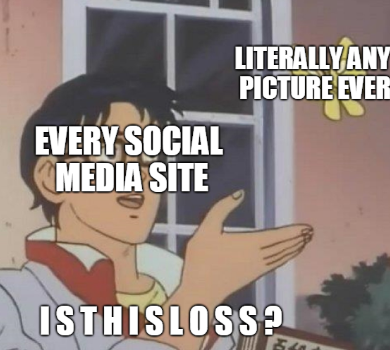 LITERALLY ANY
PICTURE EVER
EVERY SOCIAL
MEDIA SITE
I S T H I S L O S S ?